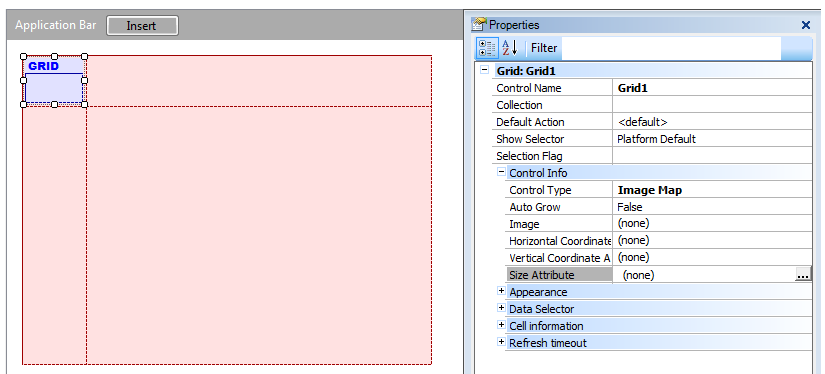 Application Bar Insert
GRID
Properties
Filter
Grid: Grid1
Control Name Grid1
Collection
Default Action <default>
Show Selector Platform Default
Selection Flag
Control Info
Control Type Image Map
Auto Grow False
Image (none)
Horizontal Coordinate (none)
Vertical Coordinate A (none)
Size Attribute (none) ...
Appearance
Data Selector
Cell information
Refresh timeout